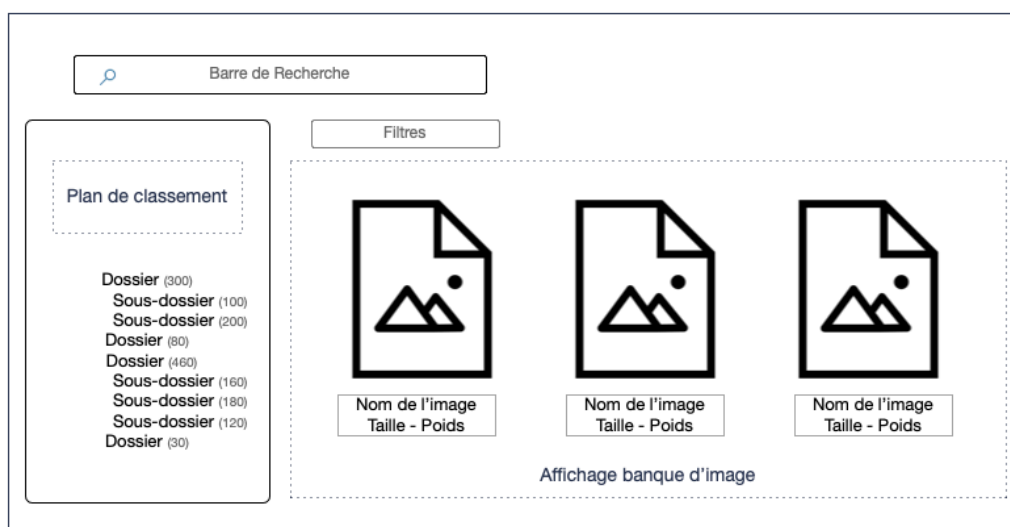 Barre de Recherche
Filtres
Plan de classement
Dossier (300)
Sous-dossier (100)
Sous-dossier (200)
Dossier (80)
Dossier (460)
Sous-dossier (160)
Sous-dossier (180)
Sous-dossier (120)
Dossier (30)
Nom de l'image
Taille - Poids
Nom de l'image
Taille - Poids
Nom de l'image
Taille - Poids
Affichage banque d'image